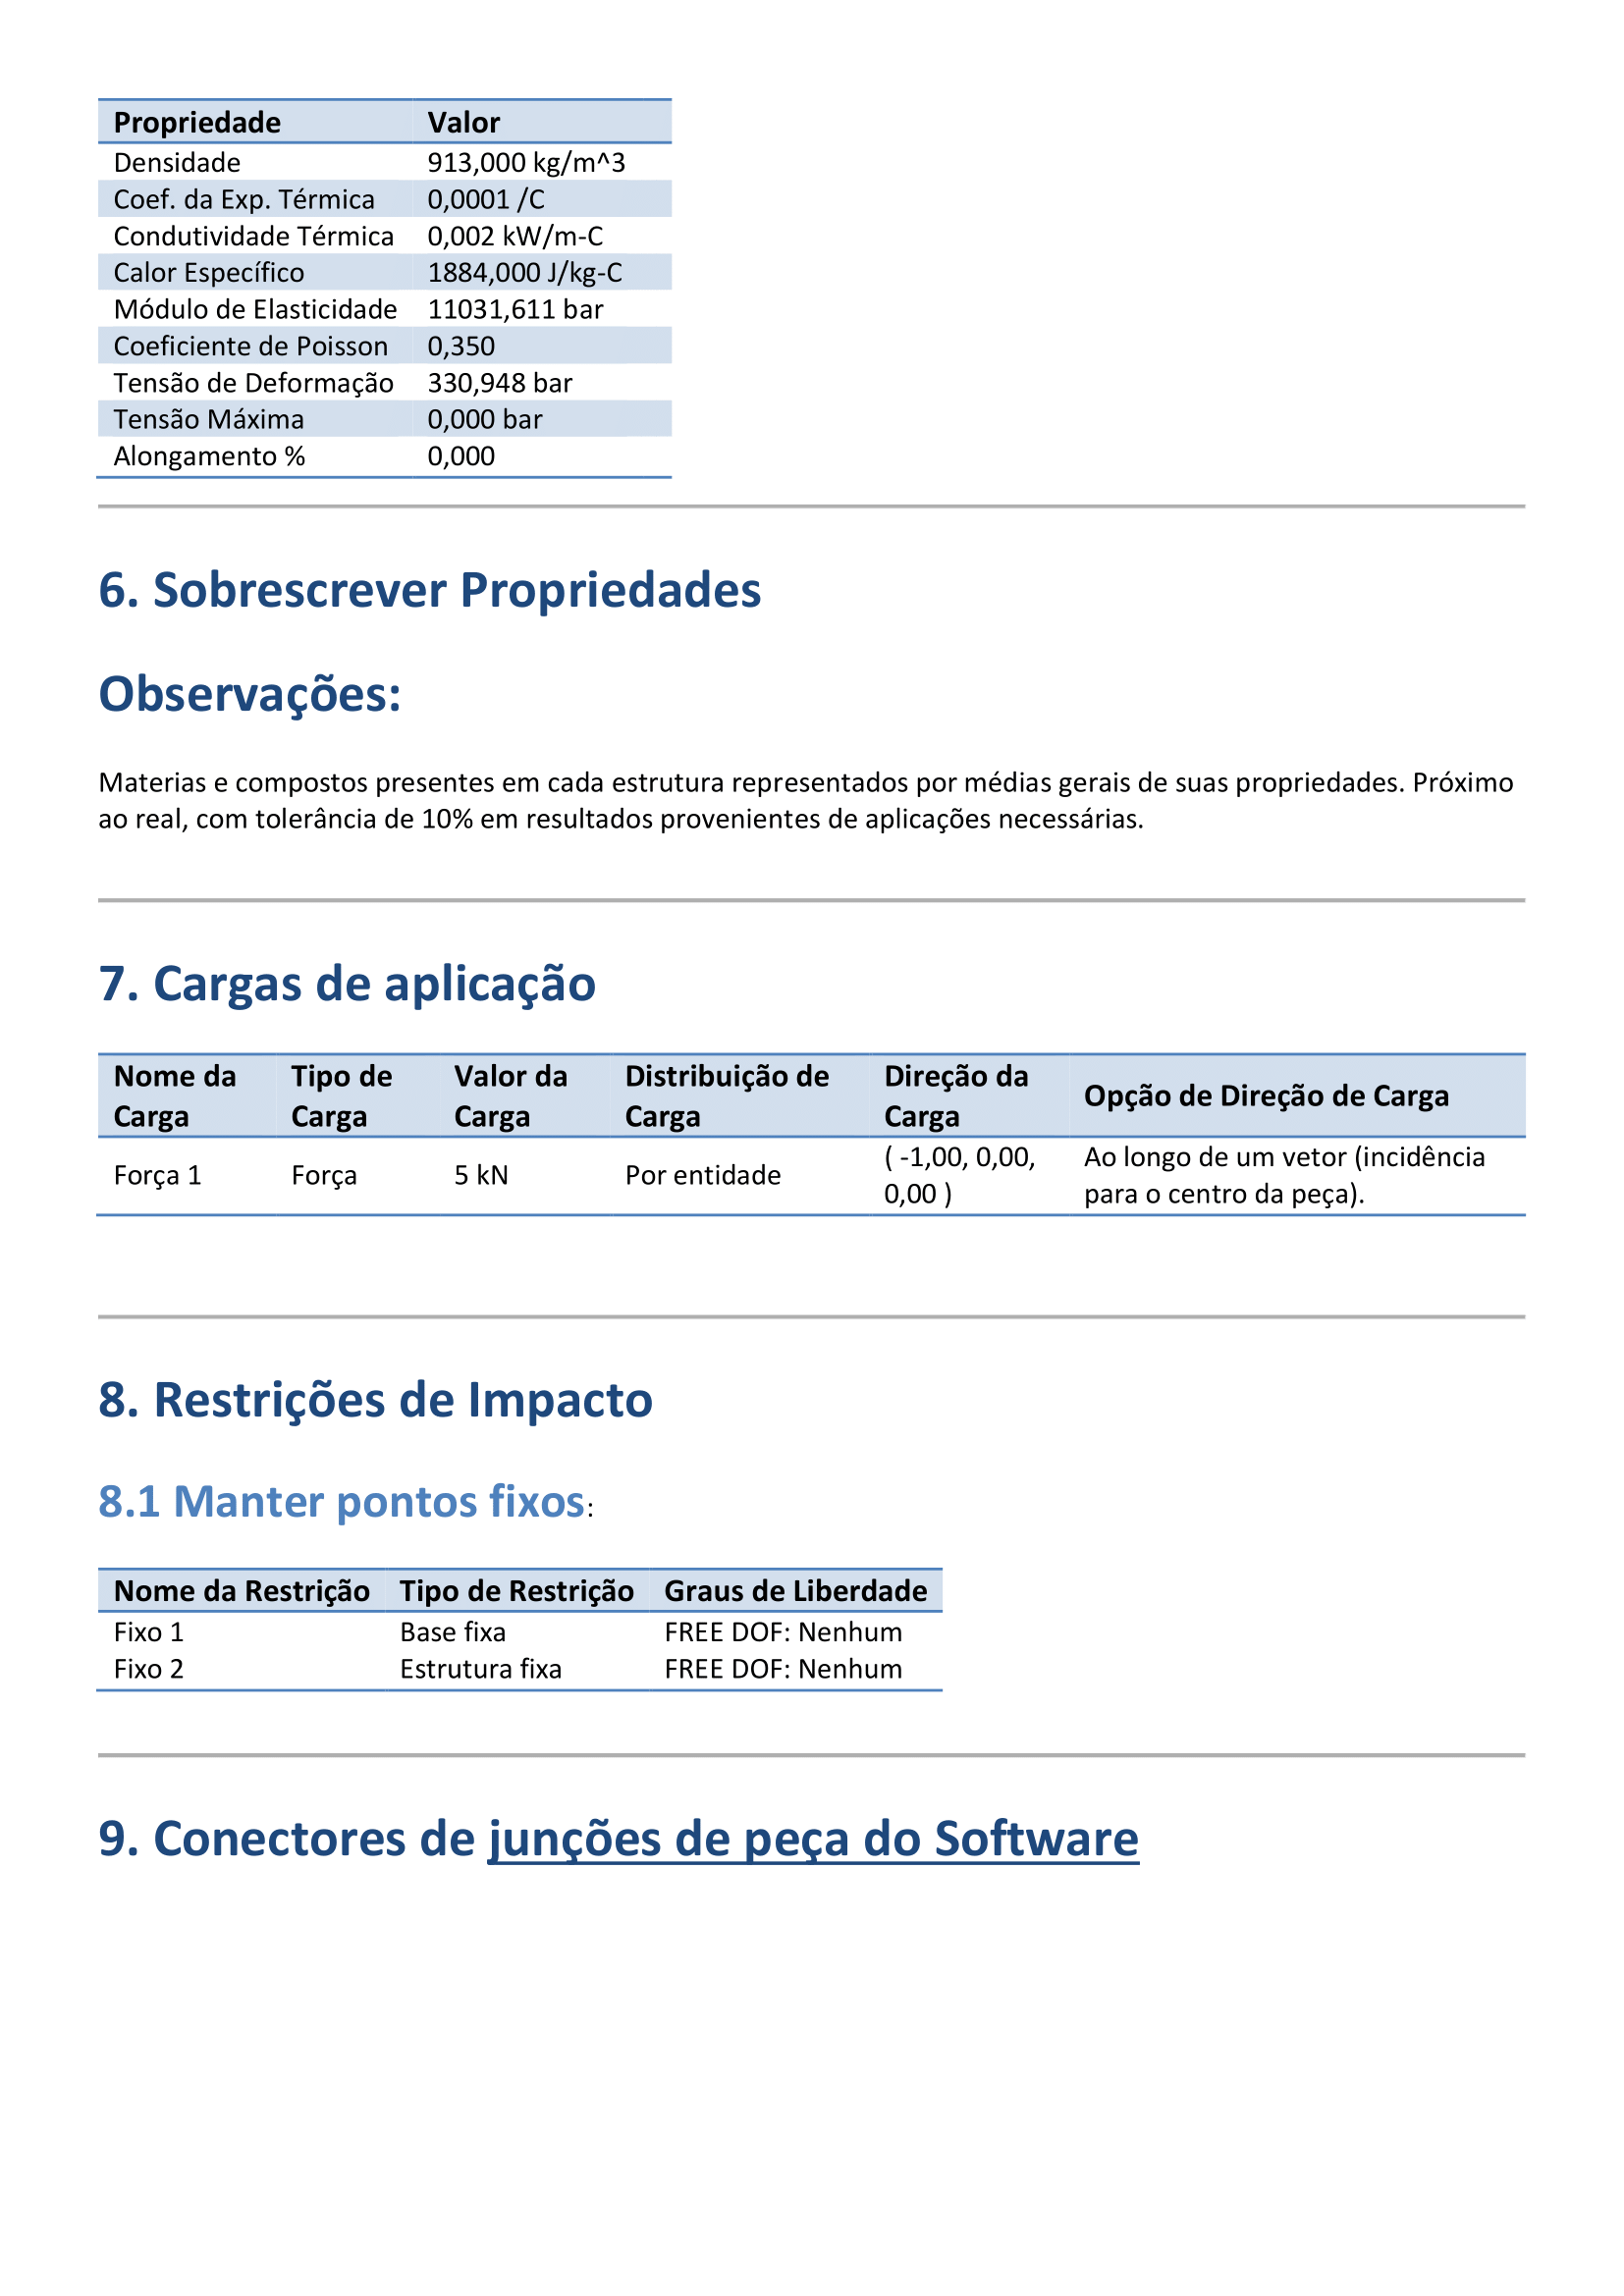 Propriedade Valor
Densidade 913,000 kg/m^3
Coef. da Exp. Térmica 0,0001 /C
Condutividade Térmica 0,002 kW/m-C
Calor Específico 1884,000 J/kg-C
Módulo de Elasticidade 11031,611 bar
Coeficiente de Poisson 0,350
Tensão de Deformação 330,948 bar
Tensão Máxima 0,000 bar
Alongamento % 0,000
6. Sobrescrever Propriedades
Observações:
Materias e compostos presentes em cada estrutura representados por médias gerais de suas propriedades. Próximo
ao real, com tolerância de 10% em resultados provenientes de aplicações necessárias.
7. Cargas de aplicação
Nome da Carga Tipo de Carga Valor da Carga Distribuição de Carga Direção da Carga Opção de Direção de Carga
Força 1 Força 5 kN Por entidade ( -1,00, 0,00, 0,00 ) Ao longo de um vetor (incidência para o centro da peça).
8. Restrições de Impacto
8.1 Manter pontos fixos:
Nome da Restrição Tipo de Restrição Graus de Liberdade
Fixo 1 Base fixa FREE DOF: Nenhum
Fixo 2 Estrutura fixa FREE DOF: Nenhum
9. Conectores de junções de peça do Software